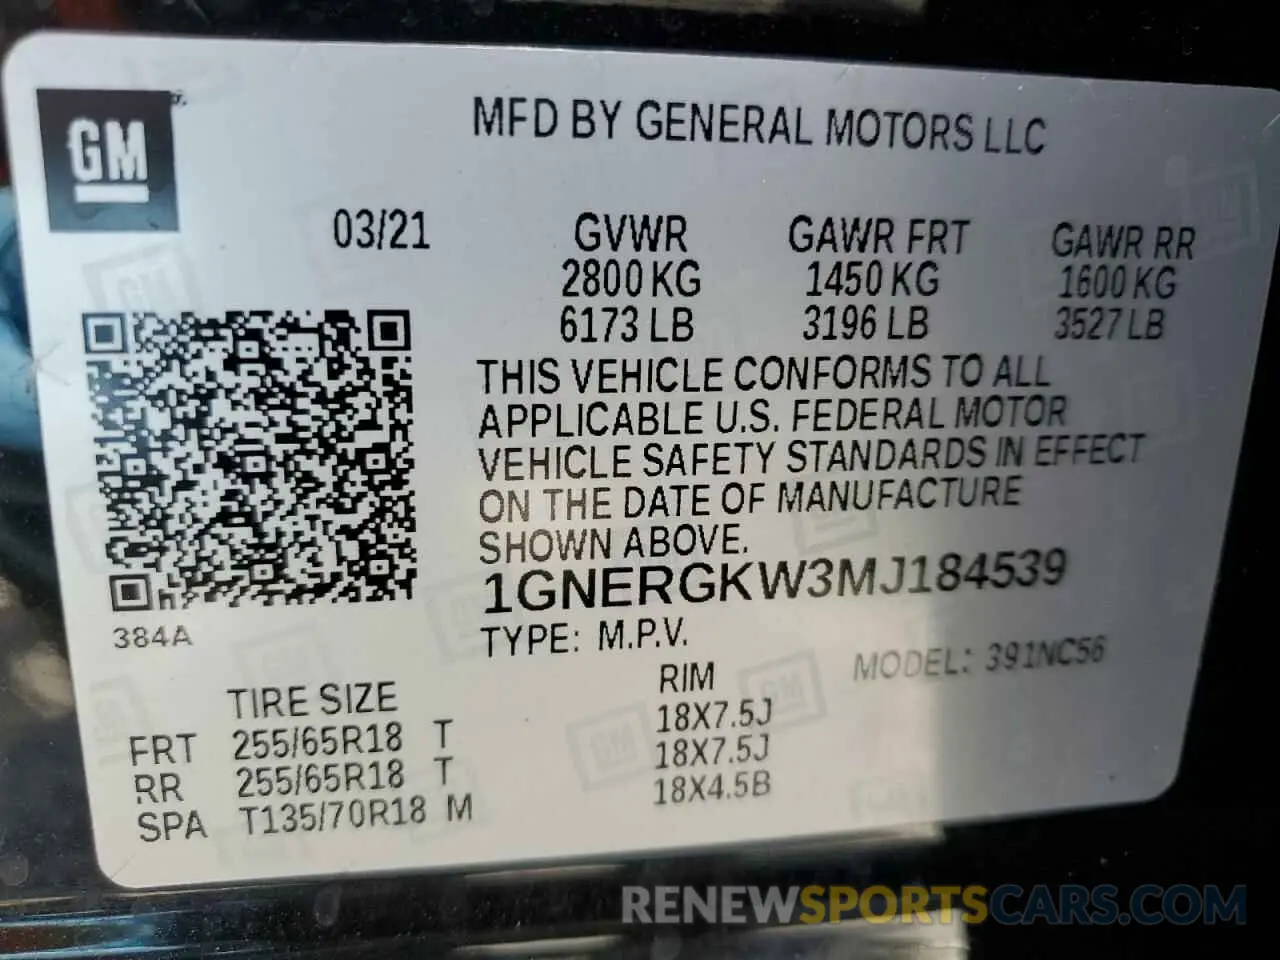 GM
MFD BY GENERAL MOTORS LLC
03/21
GVWR GAWR FRT GAWR RR
2800 KG 1450 KG 1600 KG
6173 LB 3196 LB 3527 LB
THIS VEHICLE CONFORMS TO ALL
APPLICABLE U.S. FEDERAL MOTOR
VEHICLE SAFETY STANDARDS IN EFFECT
ON THE DATE OF MANUFACTURE
SHOWN ABOVE.
1GNERGKW3MJ184539
384A
TYPE: M.P.V. MODEL: 391NC56
TIRE SIZE RIM
FRT 255/65R18 T 18X7.5J
RR 255/65R18 T 18X7.5J
SPA T135/70R18 M 18X4.5B
RENEWSPORTSCARS.COM